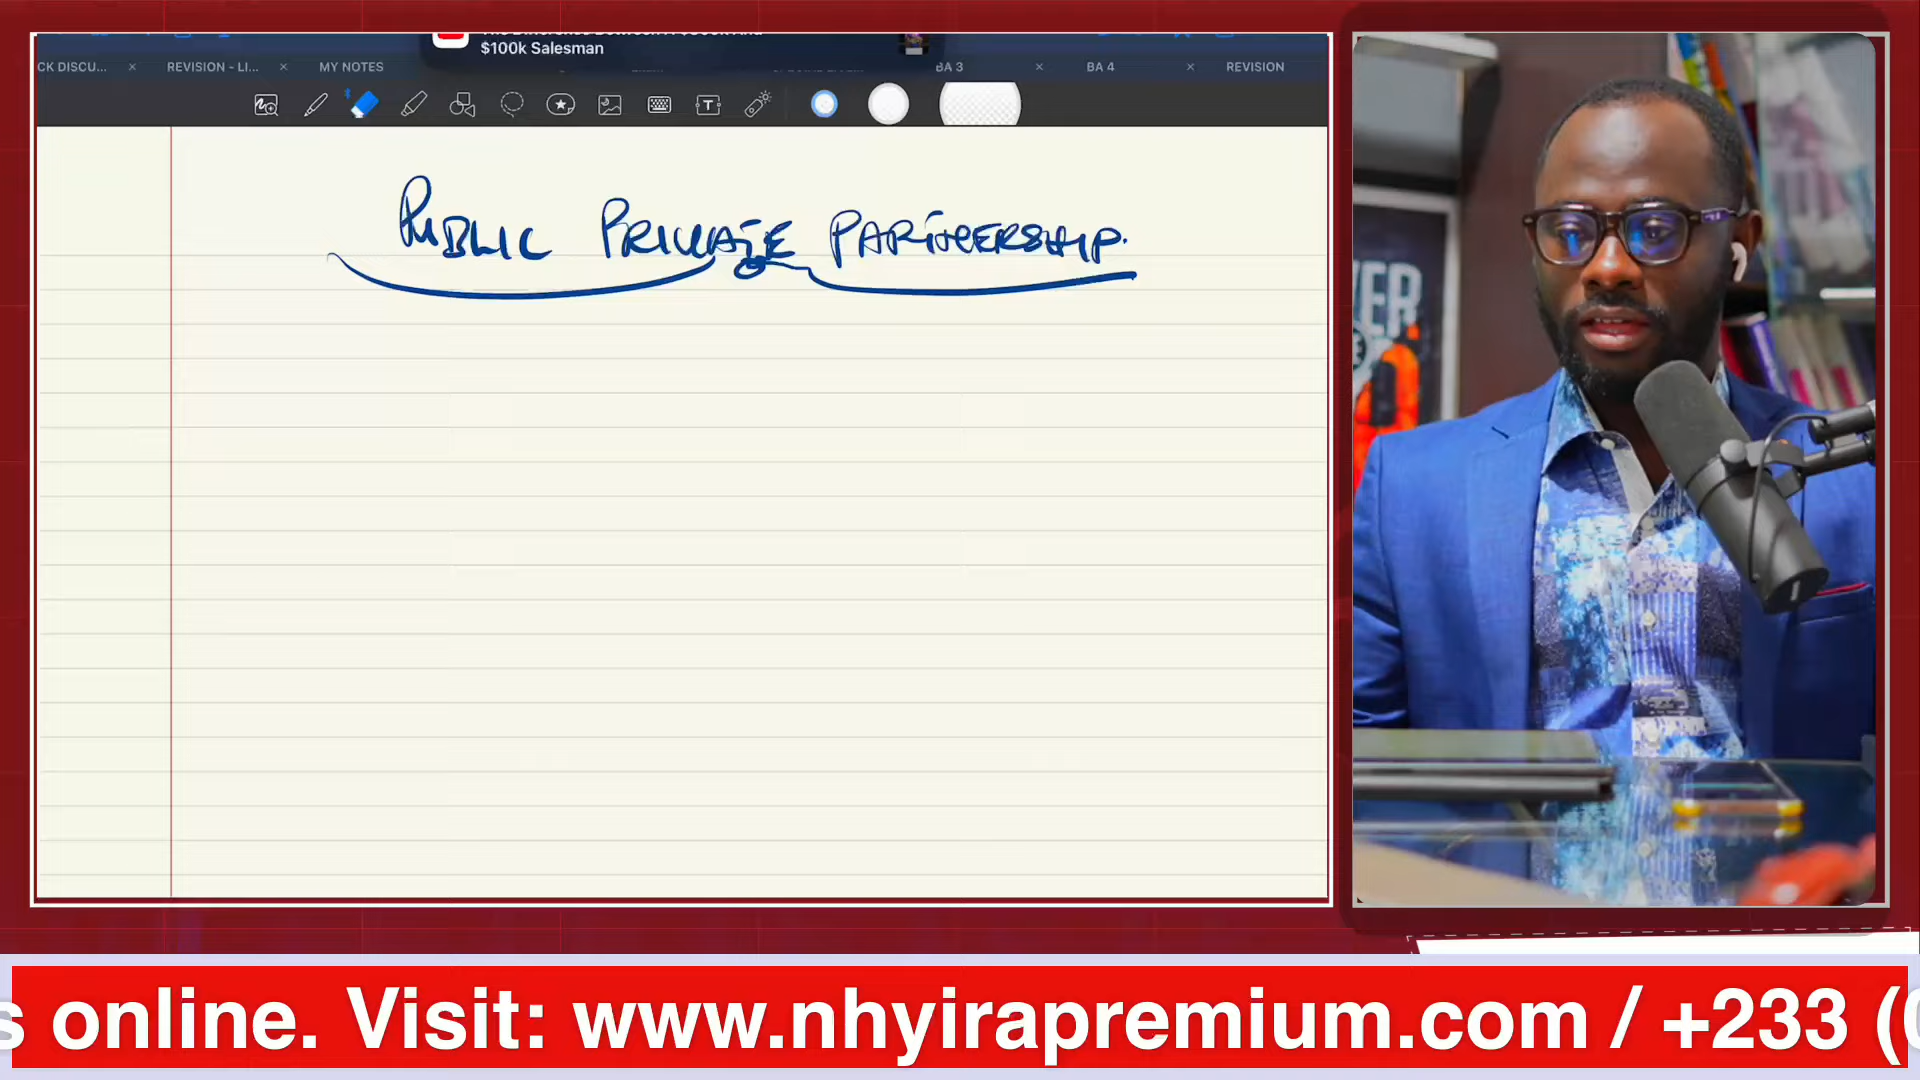 $100k Salesman
CK DISCU... × REVISION - LI... × MY NOTES BA 3 × BA 4 × REVISION
PUBLIC PRIVATE PARTNERSHIP.
s online. Visit: www.nhyirapremium.com / +233 (